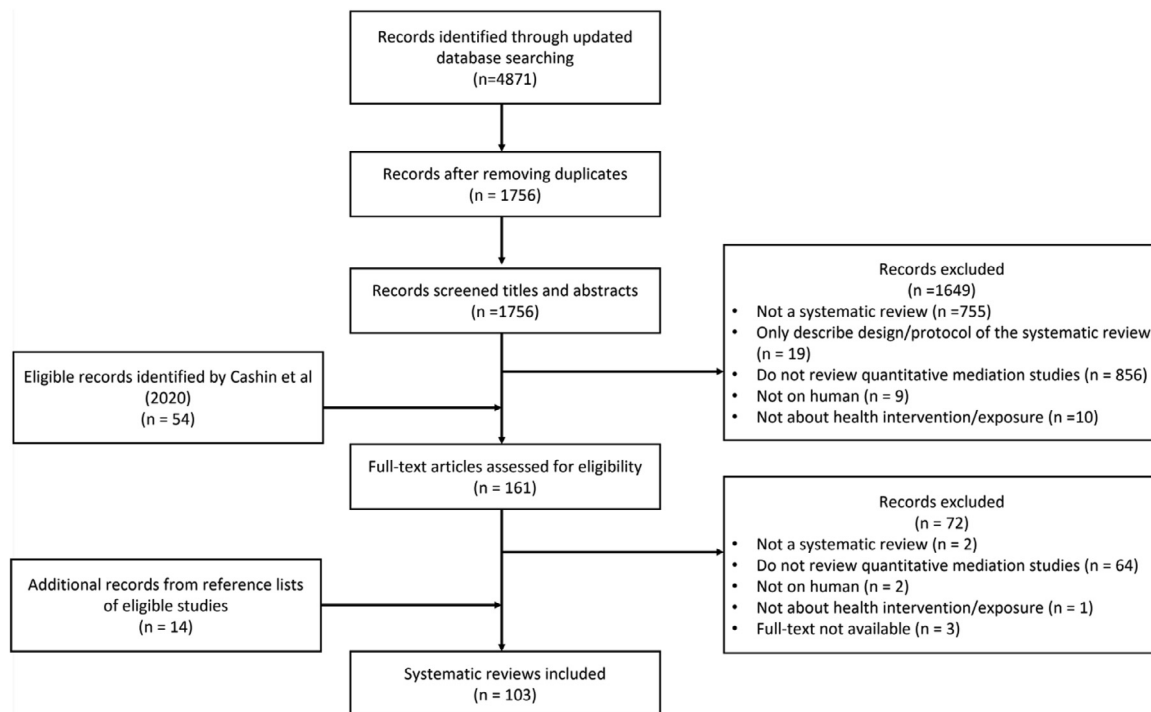 Records identified through updated
database searching
(n=4871)
Records after removing duplicates
(n = 1756)
Records screened titles and abstracts
(n =1756)
Records excluded
(n =1649)
• Not a systematic review (n =755)
• Only describe design/protocol of the systematic review
(n = 19)
• Do not review quantitative mediation studies (n = 856)
• Not on human (n = 9)
• Not about health intervention/exposure (n =10)
Eligible records identified by Cashin et al
(2020)
(n = 54)
Full-text articles assessed for eligibility
(n = 161)
Records excluded
(n = 72)
• Not a systematic review (n = 2)
• Do not review quantitative mediation studies (n = 64)
• Not on human (n = 2)
• Not about health intervention/exposure (n = 1)
• Full-text not available (n = 3)
Additional records from reference lists
of eligible studies
(n = 14)
Systematic reviews included
(n = 103)